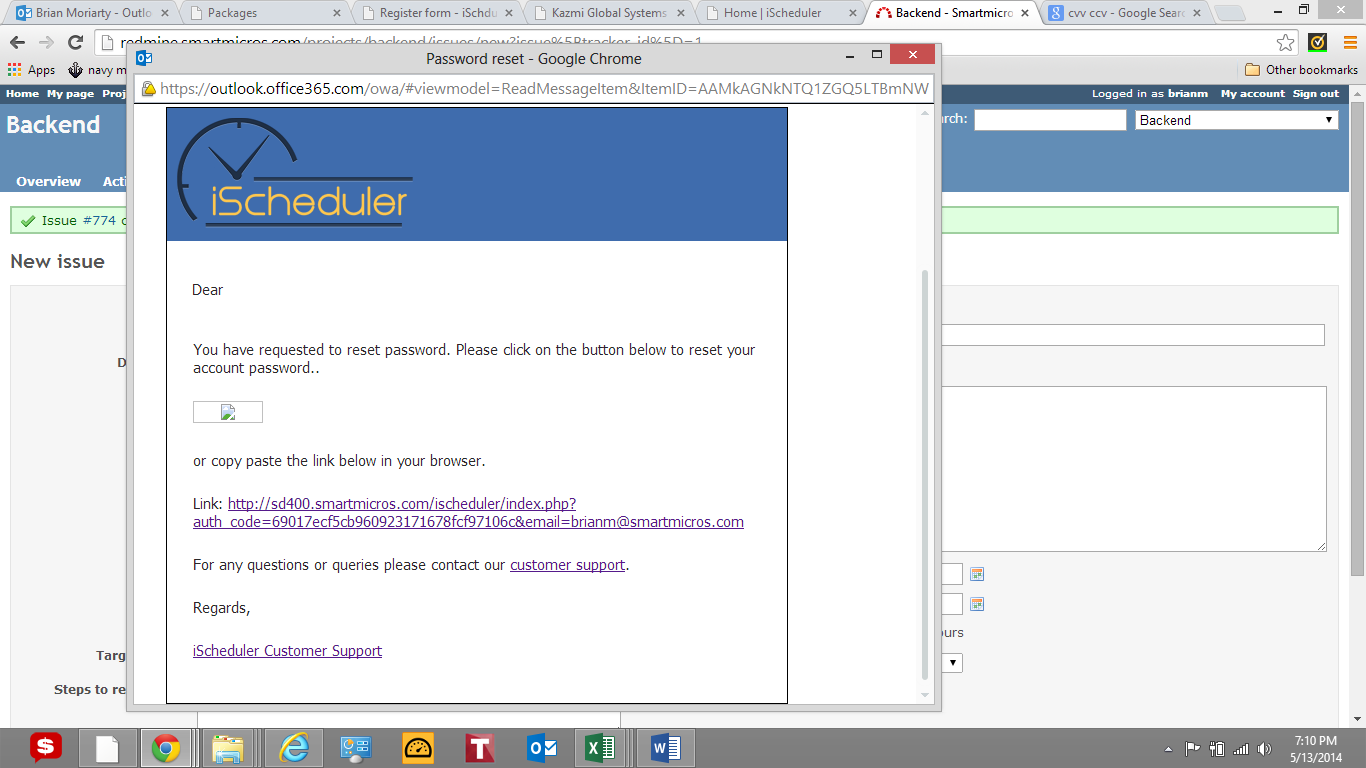 Brian Moriarty - Outlo
Packages
Register form - iSchdu
Kazmi Global Systems
Home | iScheduler
Backend - Smartmicro
cvv ccv - Google Searc
Password reset - Google Chrome
Apps
navy m
Other bookmarks
https://outlook.office365.com/owa/#viewmodel=ReadMessageItem&ItemID=AAMkAGNkNTQ1ZGQ5LTBmNW
Home My page Proj
Logged in as brianm My account Sign out
Backend
rch:
Backend
Overview
Acti
Issue #774 c
New issue
D
iScheduler
Dear
You have requested to reset password. Please click on the button below to reset your
account password..
or copy paste the link below in your browser.
Link: http://sd400.smartmicros.com/ischeduler/index.php?
auth_code=69017ecf5cb960923171678fcf97106c&email=brianm@smartmicros.com
For any questions or queries please contact our customer support.
Regards,
iScheduler Customer Support
ours
Targ
Steps to re
7:10 PM
5/13/2014